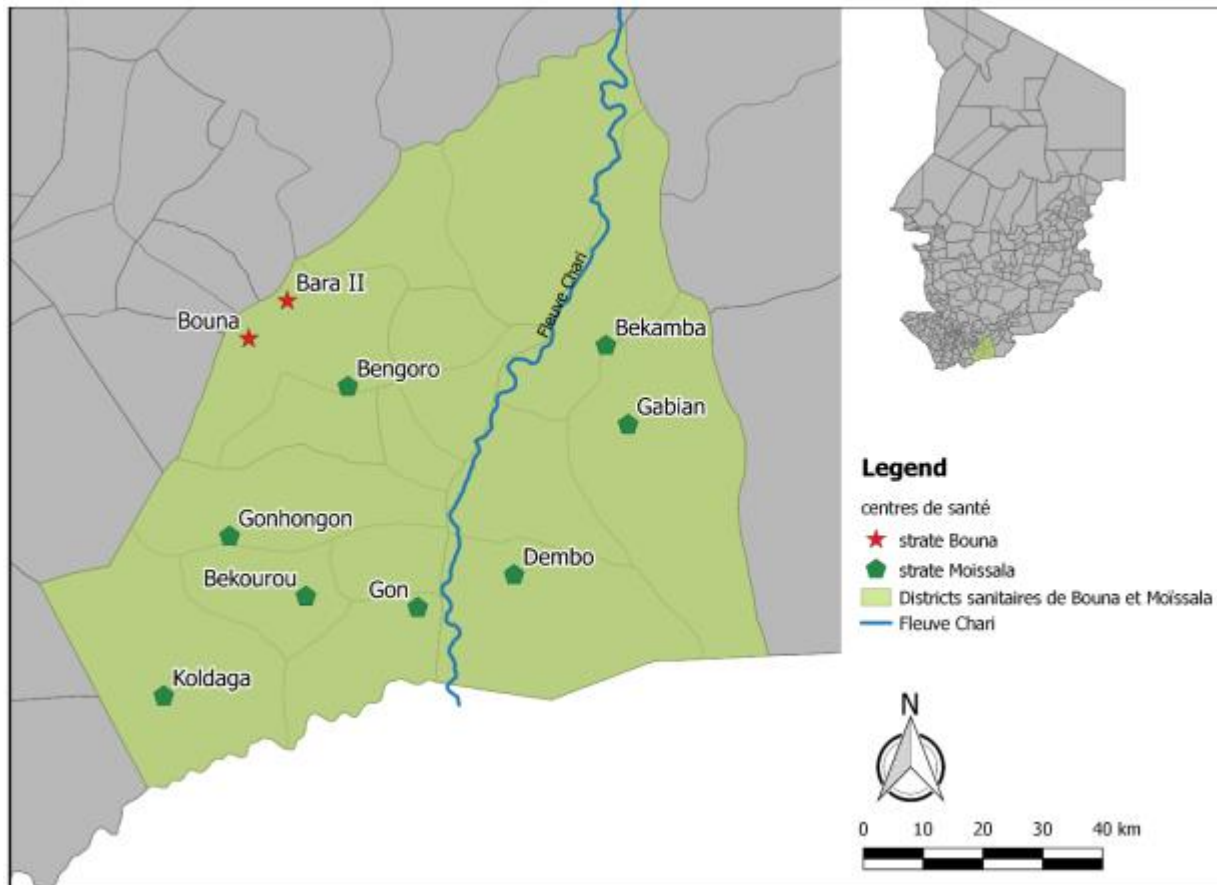 Bara II
Bouna
Fleuve Chari
Bekamba
Bengoro
Gabian
Gonhongon
Bekourou
Gon
Dembo
Koldaga
Legend
centres de santé
strate Bouna
strate Moissala
Districts sanitaires de Bouna et Moïssala
Fleuve Chari
N
0 10 20 30 40 km